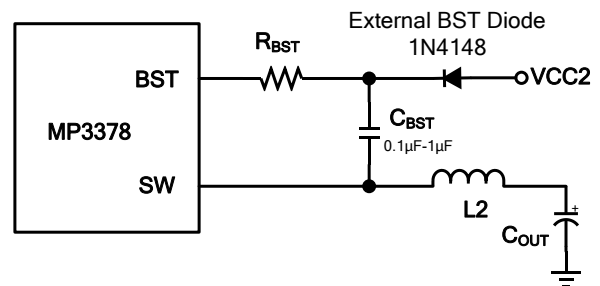 External BST Diode
1N4148
RBST
BST
VCC2
MP3378
CBST
0.1µF-1µF
SW
L2
COUT
+